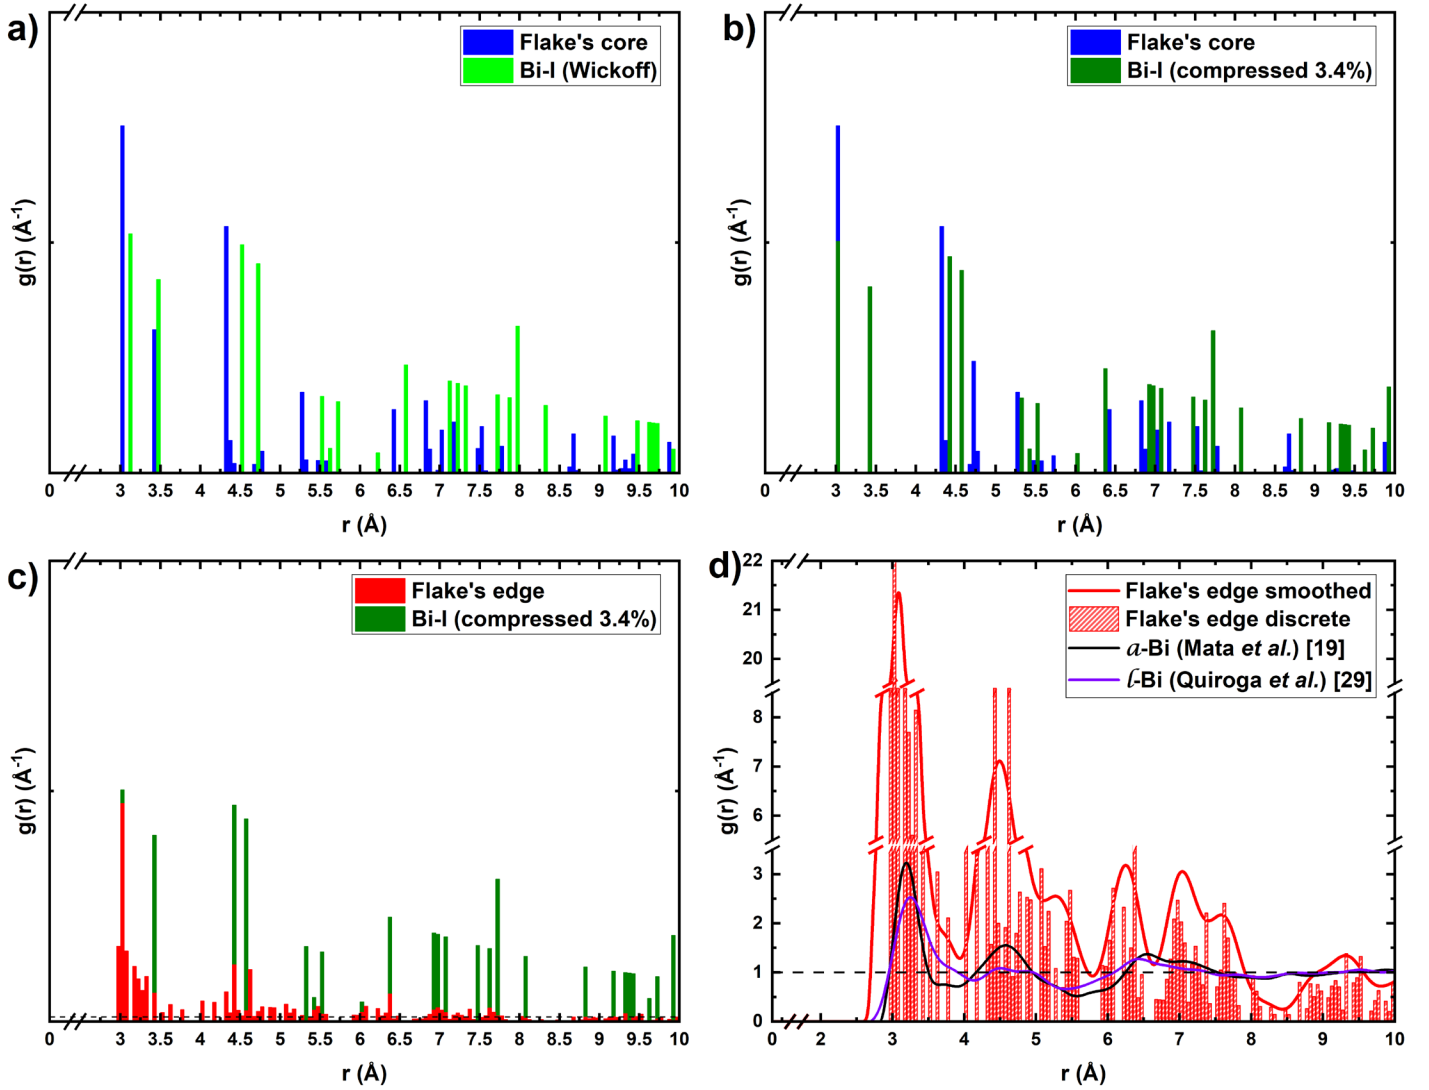 a)
Flake's core
Bi-I (Wickoff)
g(r) (Å⁻¹)
0 3 3.5 4 4.5 5 5.5 6 6.5 7 7.5 8 8.5 9 9.5 10
r (Å)
b)
Flake's core
Bi-I (compressed 3.4%)
g(r) (Å⁻¹)
0 3 3.5 4 4.5 5 5.5 6 6.5 7 7.5 8 8.5 9 9.5 10
r (Å)
c)
Flake's edge
Bi-I (compressed 3.4%)
g(r) (Å⁻¹)
0 3 3.5 4 4.5 5 5.5 6 6.5 7 7.5 8 8.5 9 9.5 10
r (Å)
d)
Flake's edge smoothed
Flake's edge discrete
a-Bi (Mata et al.) [19]
ℓ-Bi (Quiroga et al.) [29]
g(r) (Å⁻¹)
22
21
20
8
7
6
3
2
1
0
0 2 3 4 5 6 7 8 9 10
r (Å)